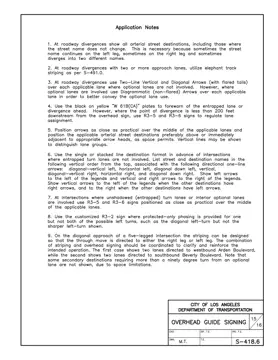 Application Notes
1. At roadway divergences show all arterial street destinations, including those where
the street name does not change. This is necessary because sometimes the street
name continues on the left leg, sometimes on the right leg and sometimes
diverges into two different names.
2. At roadway divergences with two or more approach lanes, utilize elephant track
striping as per S-481.0.
3. At roadway divergences use Two-Line Vertical and Diagonal Arrows (with flared tails)
over each applicable lane where optional lanes are not involved. However, where
optional lanes are involved use Diagrammatic (non-flared) Arrows over each applicable
lane in order to better convey the optional lane use.
4. Use the black on yellow "W 61B(CA)" plates to forewarn of the entrapped lane or
divergence ahead. However, where the point of divergence is less than 200 feet
downstream from the overhead sign, use R3-5 and R3-6 signs to regulate lane
assignment.
5. Position arrows as close as practical over the middle of the applicable lanes and
position the applicable arterial street destinations preferably above or immediately
adjacent to appropriate arrow heads, as space permits. Vertical lines may be shown
to distinguish lane groups.
6. Use the single or stacked line destination format in advance of intersections
where entrapped turn lanes are not involved. List street and destination names in the
following vertical order from the top, associated with the following directional one-line
arrows: diagonal-vertical left, horizontal left, diagonal down left, vertical,
diagonal-vertical right, horizontal right, and diagonal down right. Show left arrows
to the left of the legends and vertical and right arrows to the right of the legends.
Show vertical arrows to the left of the legends when the other destinations have
right arrows, and to the right when the other destinations have left arrows.
7. At intersections where unshadowed (entrapped) turn lanes or interior optional lanes
are involved use R3-5 and R3-6 signs positioned as close as practical over the middle
of the applicable lanes.
8. Use the customized R3-2 sign where protected-only phasing is provided for one
but not both of the possible left turns, such as the diagonal left-turn but not the
sharper left-turn shown.
9. On the diagonal approach of a five-legged intersection the striping can be designed
so that the through move is directed to either the right leg or left leg. The combination
of striping and overhead signing should be coordinated to clarify and reinforce the
intended operation. The first case shows two lanes directed to westbound Arden Boulevard,
while the second shows two lanes directed to southbound Beverly Boulevard. Note that
some secondary destinations requiring more than a single diagonal turn from an optional
lane are not shown, due to space limitations.
CITY OF LOS ANGELES
DEPARTMENT OF TRANSPORTATION
OVERHEAD GUIDE SIGNING
15
16
M.T.
S-418.6